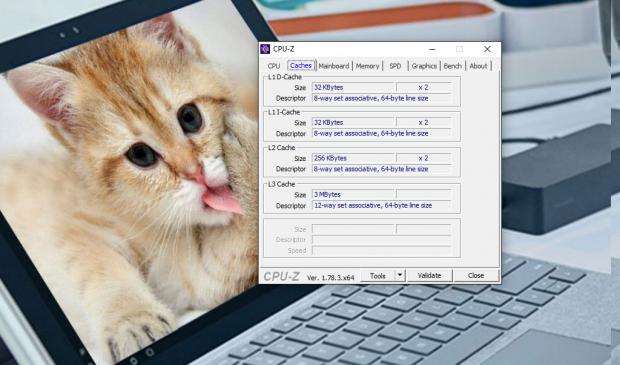 CPU-Z
CPU Caches Mainboard Memory SPD Graphics Bench About
L1 D-Cache
Size 32 KBytes x 2
Descriptor 8-way set associative, 64-byte line size
L1 I-Cache
Size 32 KBytes x 2
Descriptor 8-way set associative, 64-byte line size
L2 Cache
Size 256 KBytes x 2
Descriptor 8-way set associative, 64-byte line size
L3 Cache
Size 3 MBytes
Descriptor 12-way set associative, 64-byte line size
Size
Descriptor
Speed
CPU-Z Ver. 1.78.3.x64 Tools Validate Close